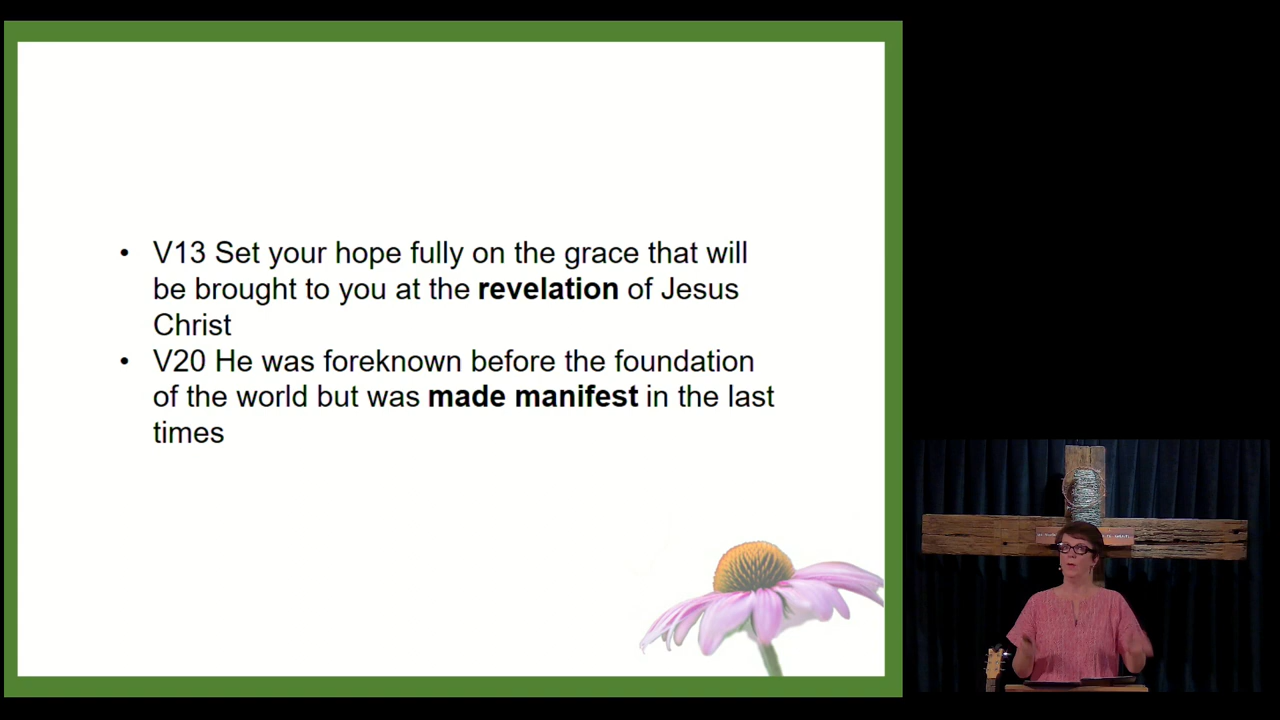 • V13 Set your hope fully on the grace that will
be brought to you at the revelation of Jesus
Christ
• V20 He was foreknown before the foundation
of the world but was made manifest in the last
times